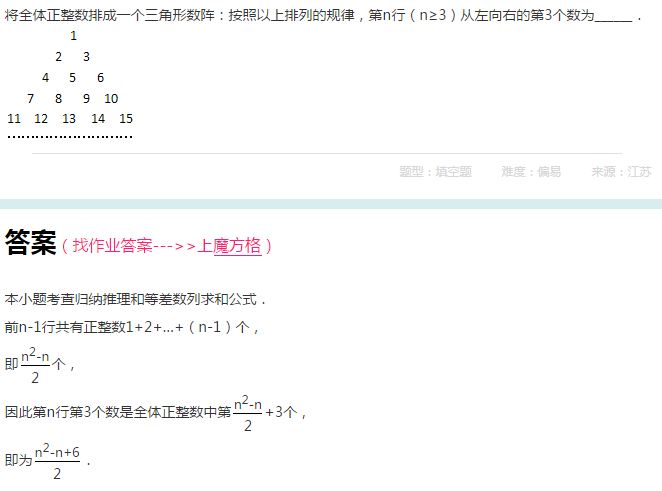 将全体正整数排成一个三角形数阵：按照以上排列的规律，第n行（n≥3）从左向右的第3个数为______．
1
2 3
4 5 6
7 8 9 10
11 12 13 14 15
………………………
题型：填空题 难度：偏易 来源：江苏
答案（找作业答案--->>上魔方格）
本小题考查归纳推理和等差数列求和公式．
前n-1行共有正整数1+2+…+（n-1）个，
即(n²-n)/2个，
因此第n行第3个数是全体正整数中第(n²-n)/2+3个，
即为(n²-n+6)/2．